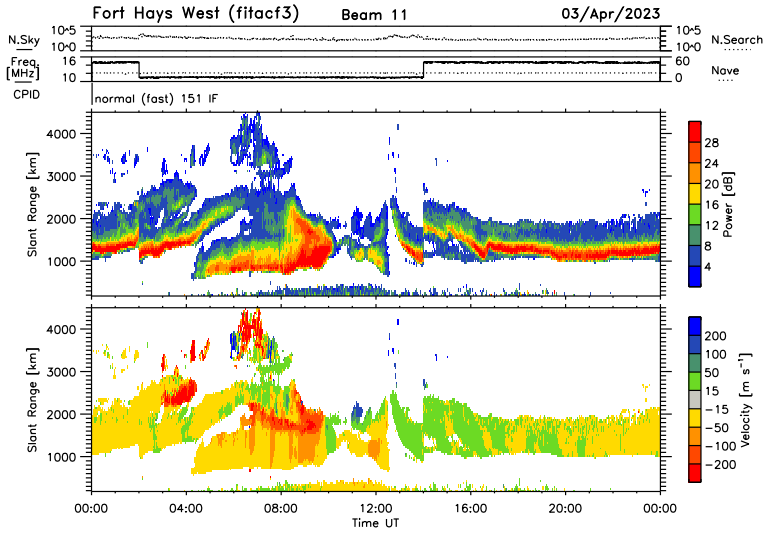 Fort Hays West (fitacf3) Beam 11 03/Apr/2023
N.Sky 10^5 10^0 10^5 10^0 N.Search
Freq. [MHz] 16 10 60 0 Nave
CPID normal (fast) 151 IF
Slant Range [km] 4000 3000 2000 1000
28 24 20 16 12 8 4 Power [dB]
Slant Range [km] 4000 3000 2000 1000
200 100 50 15 -15 -50 -100 -200 Velocity [m s⁻¹]
00:00 04:00 08:00 12:00 16:00 20:00 00:00
Time UT